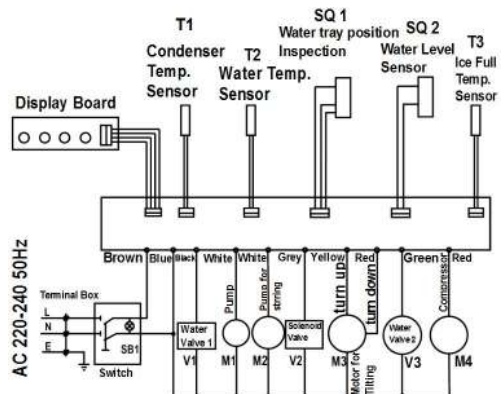 T1
Condenser
Temp.
Sensor
T2
Water Temp.
Sensor
SQ 1
Water tray position
Inspection
SQ 2
Water Level
Sensor
T3
Ice Full
Temp.
Sensor
Display Board
Brown
Blue
Black
White
White
Grey
Yellow
Red
Green
Red
AC 220-240 50Hz
Terminal Box
L
N
E
SB1
Switch
Water
Valve 1
V1
Pump
M1
Pump for
strring
M2
Solenoid
Valve
V2
turn up
turn down
M3
Motor for
Tilting
Water
Valve 2
V3
Compressor
M4